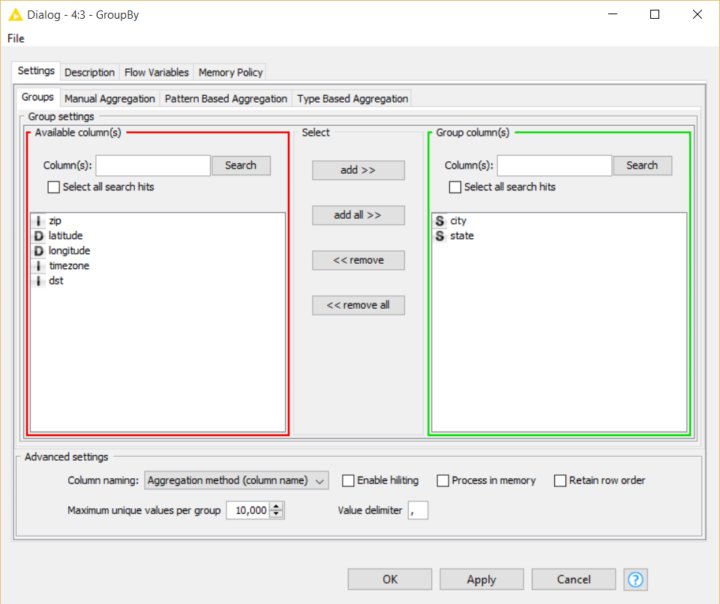 Dialog - 4:3 - GroupBy
File
Settings Description Flow Variables Memory Policy
Groups Manual Aggregation Pattern Based Aggregation Type Based Aggregation
Group settings
Available column(s) Select Group column(s)
Column(s): Search add >> Column(s): Search
Select all search hits Select all search hits
add all >>
I zip S city
D latitude S state
D longitude
I timezone
I dst
<< remove
<< remove all
Advanced settings
Column naming: Aggregation method (column name) Enable hiliting Process in memory Retain row order
Maximum unique values per group 10,000 Value delimiter ,
OK Apply Cancel ?